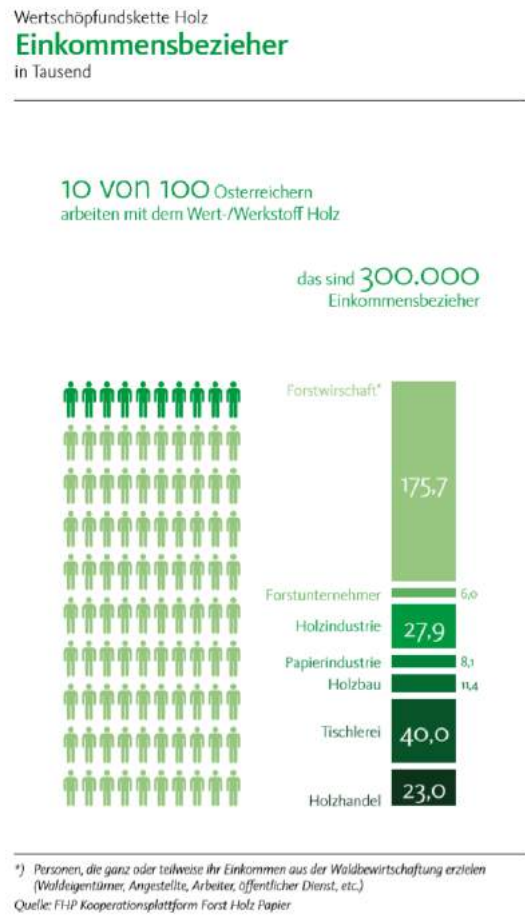 Wertschöpfundskette Holz
Einkommensbezieher
in Tausend
10 von 100 Österreichern
arbeiten mit dem Wert-/Werkstoff Holz
das sind 300.000
Einkommensbezieher
Forstwirschaft*
175,7
Forstunternehmer 6,0
Holzindustrie 27,9
Papierindustrie 8,1
Holzbau 11,4
Tischlerei 40,0
Holzhandel 23,0
*) Personen, die ganz oder teilweise ihr Einkommen aus der Waldbewirtschaftung erzielen
(Waldeigentümer, Angestellte, Arbeiter, öffentlicher Dienst, etc.)
Quelle: FHP Kooperationsplattform Forst Holz Papier